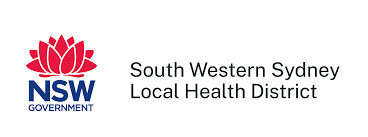 NSW
GOVERNMENT
South Western Sydney
Local Health District